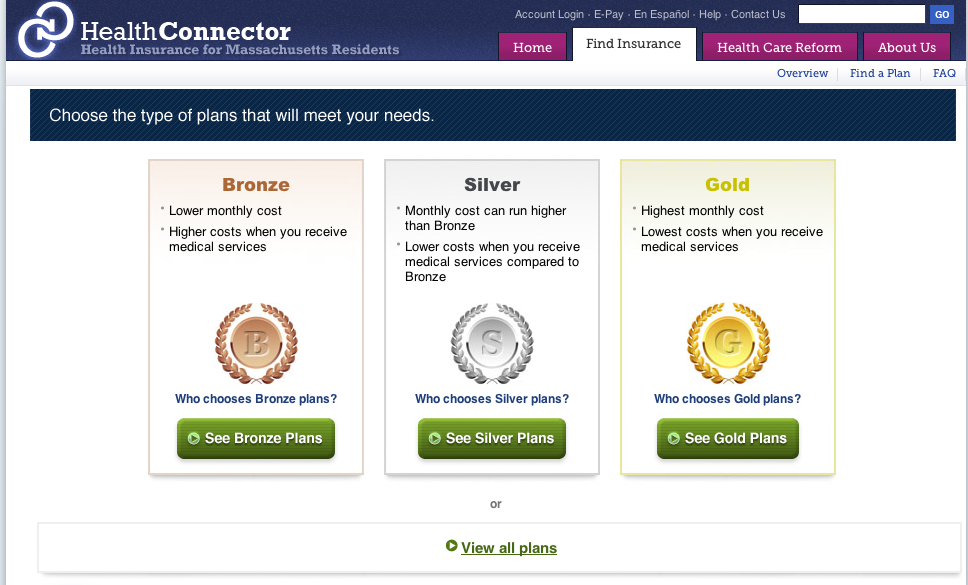 Account Login · E-Pay · En Español · Help · Contact Us
GO
HealthConnector
Health Insurance for Massachusetts Residents
Home
Find Insurance
Health Care Reform
About Us
Overview
Find a Plan
FAQ
Choose the type of plans that will meet your needs.
Bronze
Lower monthly cost
Higher costs when you receive
medical services
B
Who chooses Bronze plans?
See Bronze Plans
Silver
Monthly cost can run higher
than Bronze
Lower costs when you receive
medical services compared to
Bronze
S
Who chooses Silver plans?
See Silver Plans
Gold
Highest monthly cost
Lowest costs when you receive
medical services
G
Who chooses Gold plans?
See Gold Plans
or
View all plans